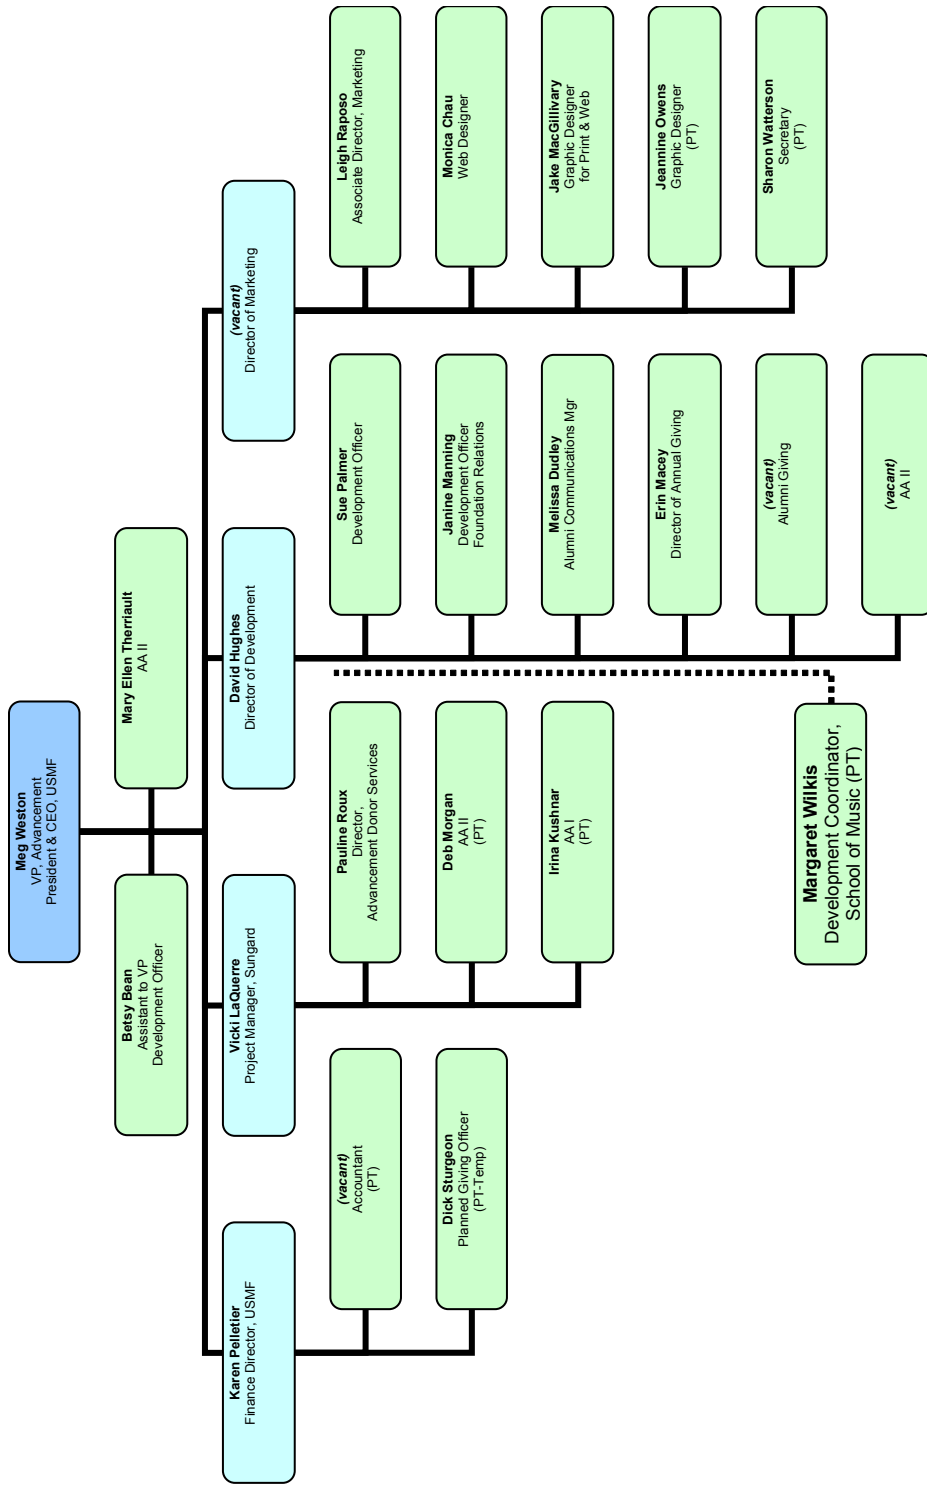 Meg Weston
VP, Advancement
President & CEO, USMF
Betsy Bean
Assistant to VP
Development Officer
Mary Ellen Therriault
AA II
Karen Pelletier
Finance Director, USMF
Vicki LaQuerre
Project Manager, Sungard
David Hughes
Director of Development
(vacant)
Director of Marketing
(vacant)
Accountant
(PT)
Dick Sturgeon
Planned Giving Officer
(PT-Temp)
Pauline Roux
Director,
Advancement Donor Services
Deb Morgan
AA II
(PT)
Irina Kushnar
AA I
(PT)
Margaret Wilkis
Development Coordinator,
School of Music (PT)
Sue Palmer
Development Officer
Janine Manning
Development Officer
Foundation Relations
Melissa Dudley
Alumni Communications Mgr
Erin Macey
Director of Annual Giving
(vacant)
Alumni Giving
(vacant)
AA II
Leigh Raposo
Associate Director, Marketing
Monica Chau
Web Designer
Jake MacGillivary
Graphic Designer
for Print & Web
Jeannine Owens
Graphic Designer
(PT)
Sharon Watterson
Secretary
(PT)